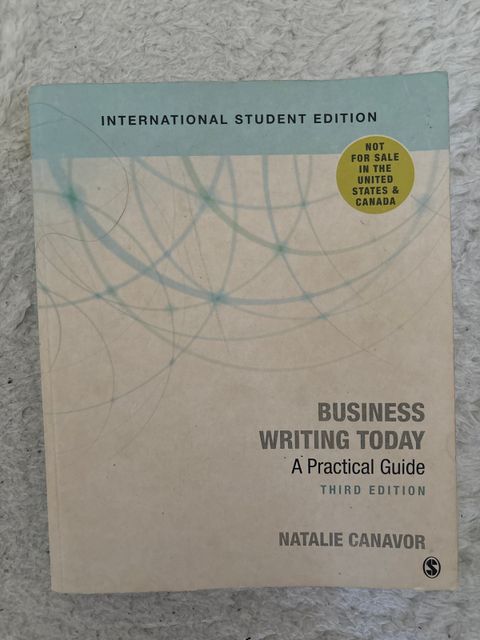 INTERNATIONAL STUDENT EDITION
NOT
FOR SALE
IN THE
UNITED
STATES &
CANADA
BUSINESS
WRITING TODAY
A Practical Guide
THIRD EDITION
NATALIE CANAVOR
S